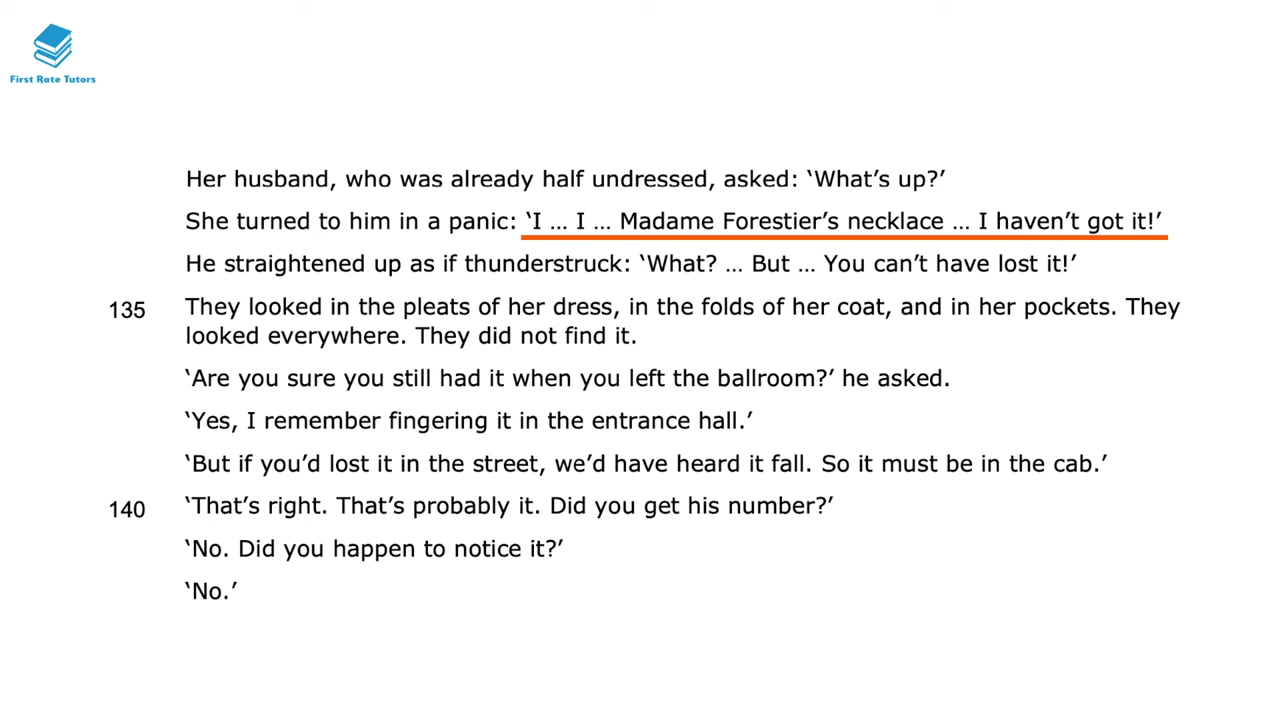 First Rate Tutors
Her husband, who was already half undressed, asked: ‘What’s up?’
She turned to him in a panic: ‘I … I … Madame Forestier’s necklace … I haven’t got it!’
He straightened up as if thunderstruck: ‘What? … But … You can’t have lost it!’
135 They looked in the pleats of her dress, in the folds of her coat, and in her pockets. They
looked everywhere. They did not find it.
‘Are you sure you still had it when you left the ballroom?’ he asked.
‘Yes, I remember fingering it in the entrance hall.’
‘But if you’d lost it in the street, we’d have heard it fall. So it must be in the cab.’
140 ‘That’s right. That’s probably it. Did you get his number?’
‘No. Did you happen to notice it?’
‘No.’